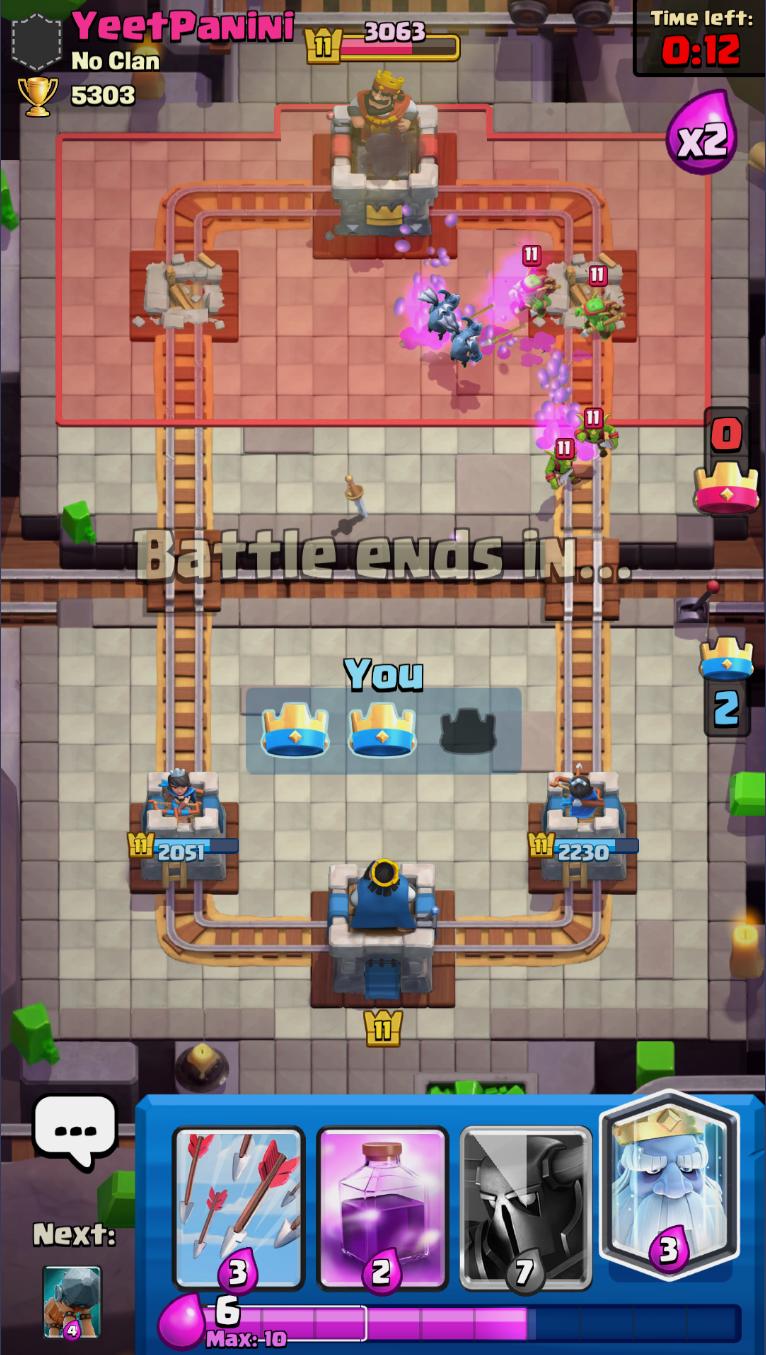 YeetPanini
No Clan
5303
11
3063
Time left:
0:12
x2
11
11
11
11
0
Battle ends in...
You
2
11
2051
11
2230
11
...
Next:
4
3
2
7
3
6
Max: 10